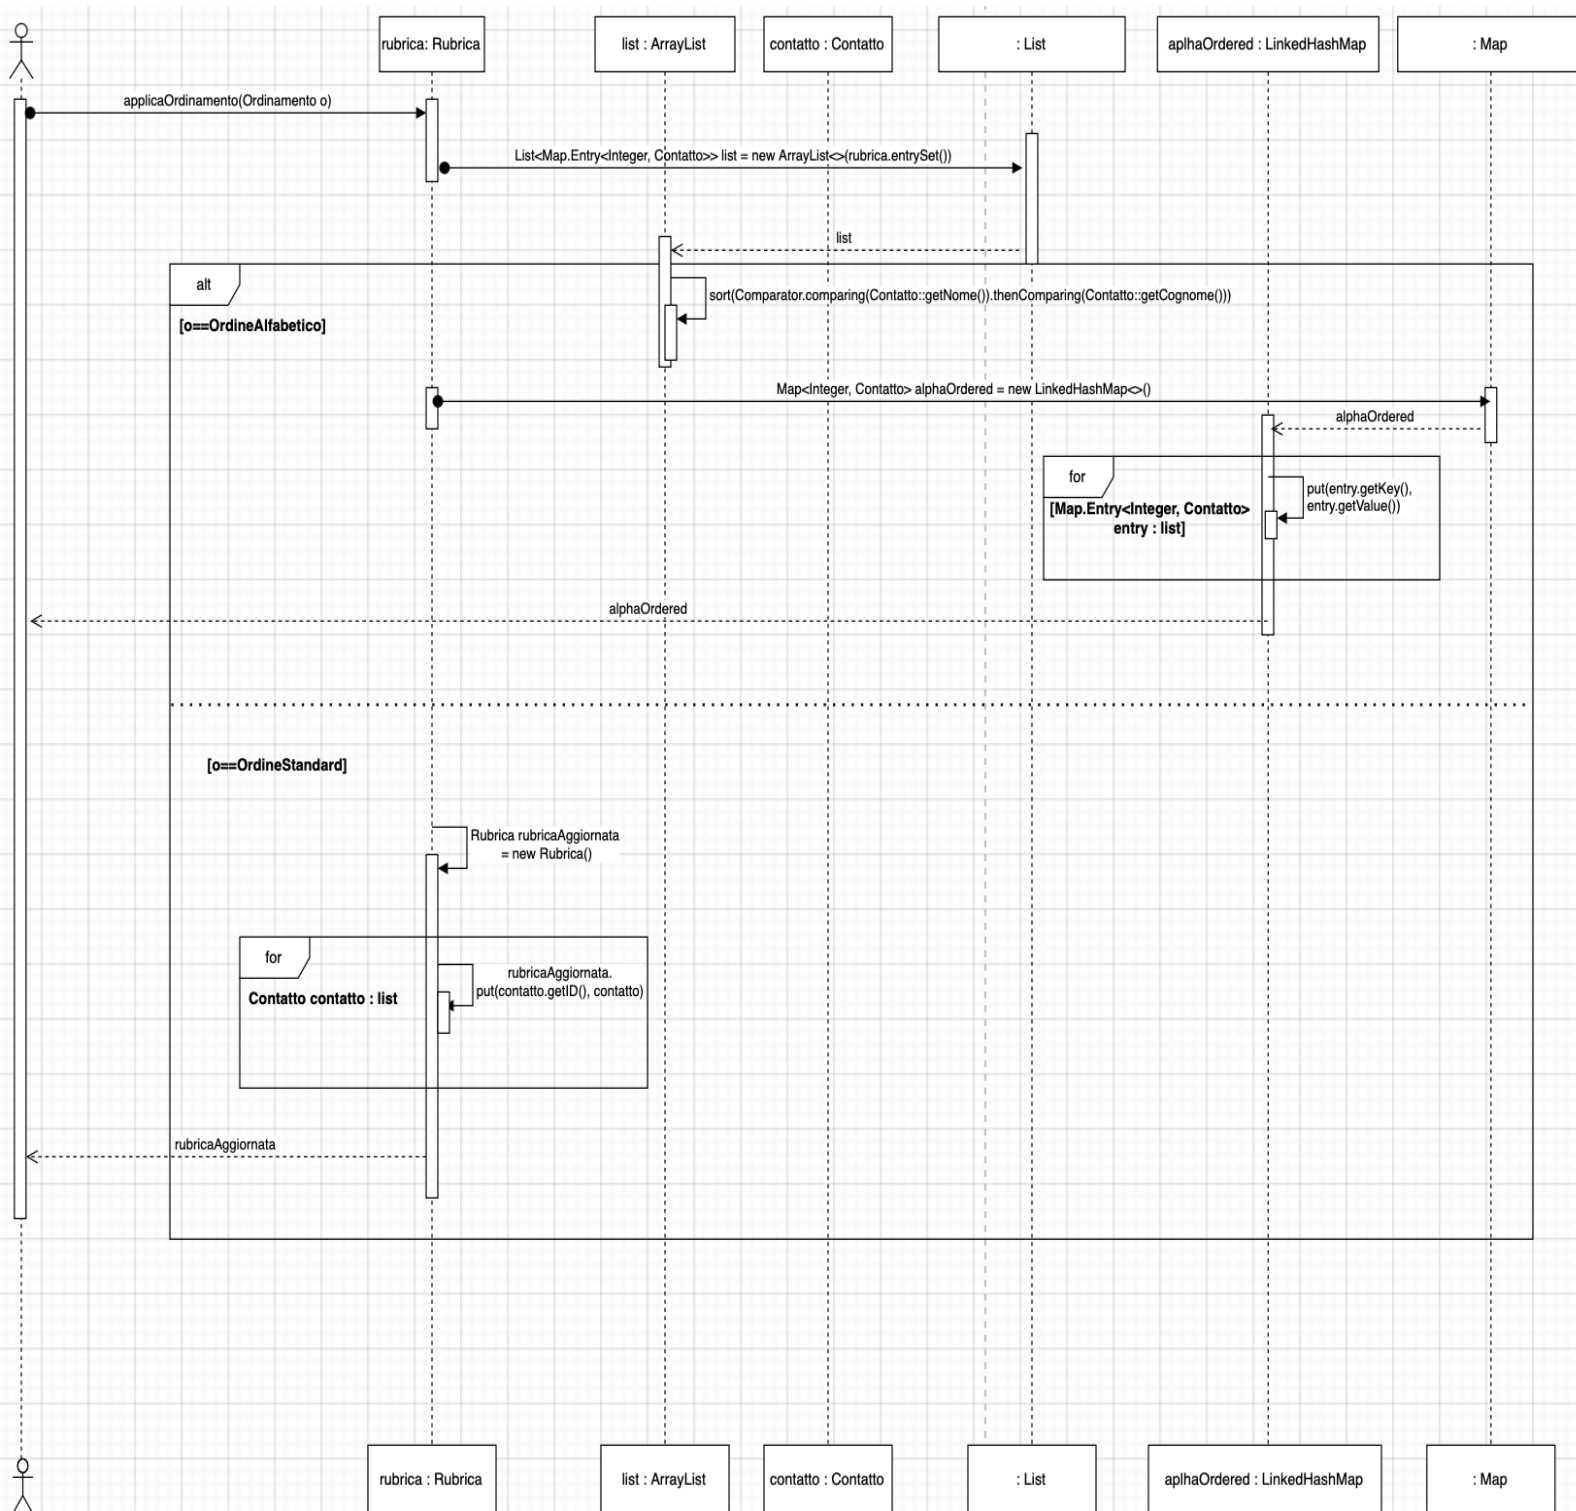 rubrica: Rubrica
list : ArrayList
contatto : Contatto
: List
aplhaOrdered : LinkedHashMap
: Map
applicaOrdinamento(Ordinamento o)
List<Map.Entry<Integer, Contatto>> list = new ArrayList<>(rubrica.entrySet())
list
alt
sort(Comparator.comparing(Contatto::getNome()).thenComparing(Contatto::getCognome()))
[o==OrdineAlfabetico]
Map<Integer, Contatto> alphaOrdered = new LinkedHashMap<>()
alphaOrdered
for
put(entry.getKey(),
entry.getValue())
[Map.Entry<Integer, Contatto>
entry : list]
alphaOrdered
[o==OrdineStandard]
Rubrica rubricaAggiornata
= new Rubrica()
for
rubricaAggiornata.
put(contatto.getID(), contatto)
Contatto contatto : list
rubricaAggiornata
rubrica : Rubrica
list : ArrayList
contatto : Contatto
: List
aplhaOrdered : LinkedHashMap
: Map